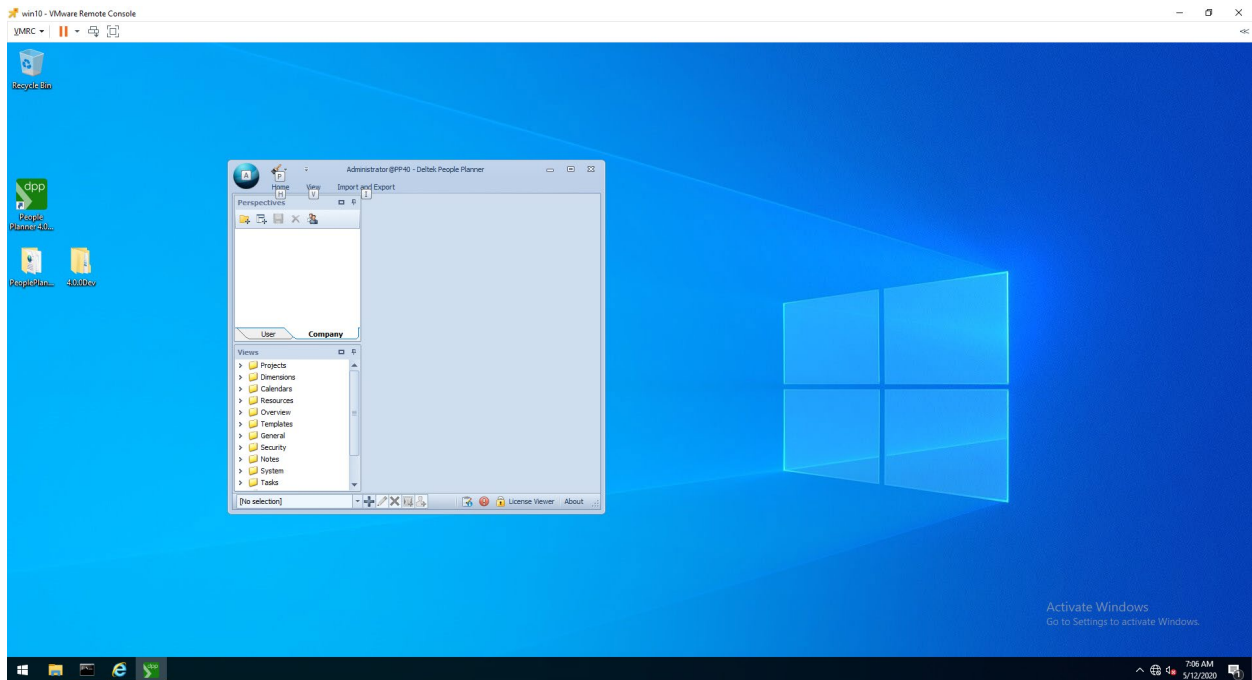 win10 - VMware Remote Console
VMRC
Recycle Bin
dpp
People
Planner 4.0...
PeoplePlan...
4.0.0Dev
Administrator@PP40 - Deltek People Planner
A
P
Home View Import and Export
H V I
Perspectives
User Company
Views
Projects
Dimensions
Calendars
Resources
Overview
Templates
General
Security
Notes
System
Tasks
[No selection]
License Viewer About
Activate Windows
Go to Settings to activate Windows.
dpp
7:06 AM
5/12/2020
1